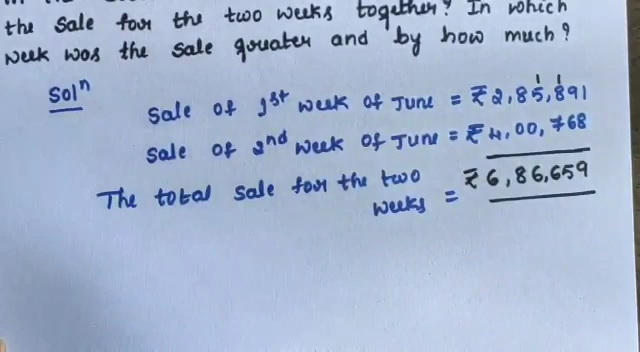 the sale for the two weeks together? In which
week was the sale greater and by how much?
Solⁿ
Sale of 1st week of June = ₹2,85,891
Sale of 2nd week of June = ₹4,00,768
The total sale for the two
weeks = ₹6,86,659